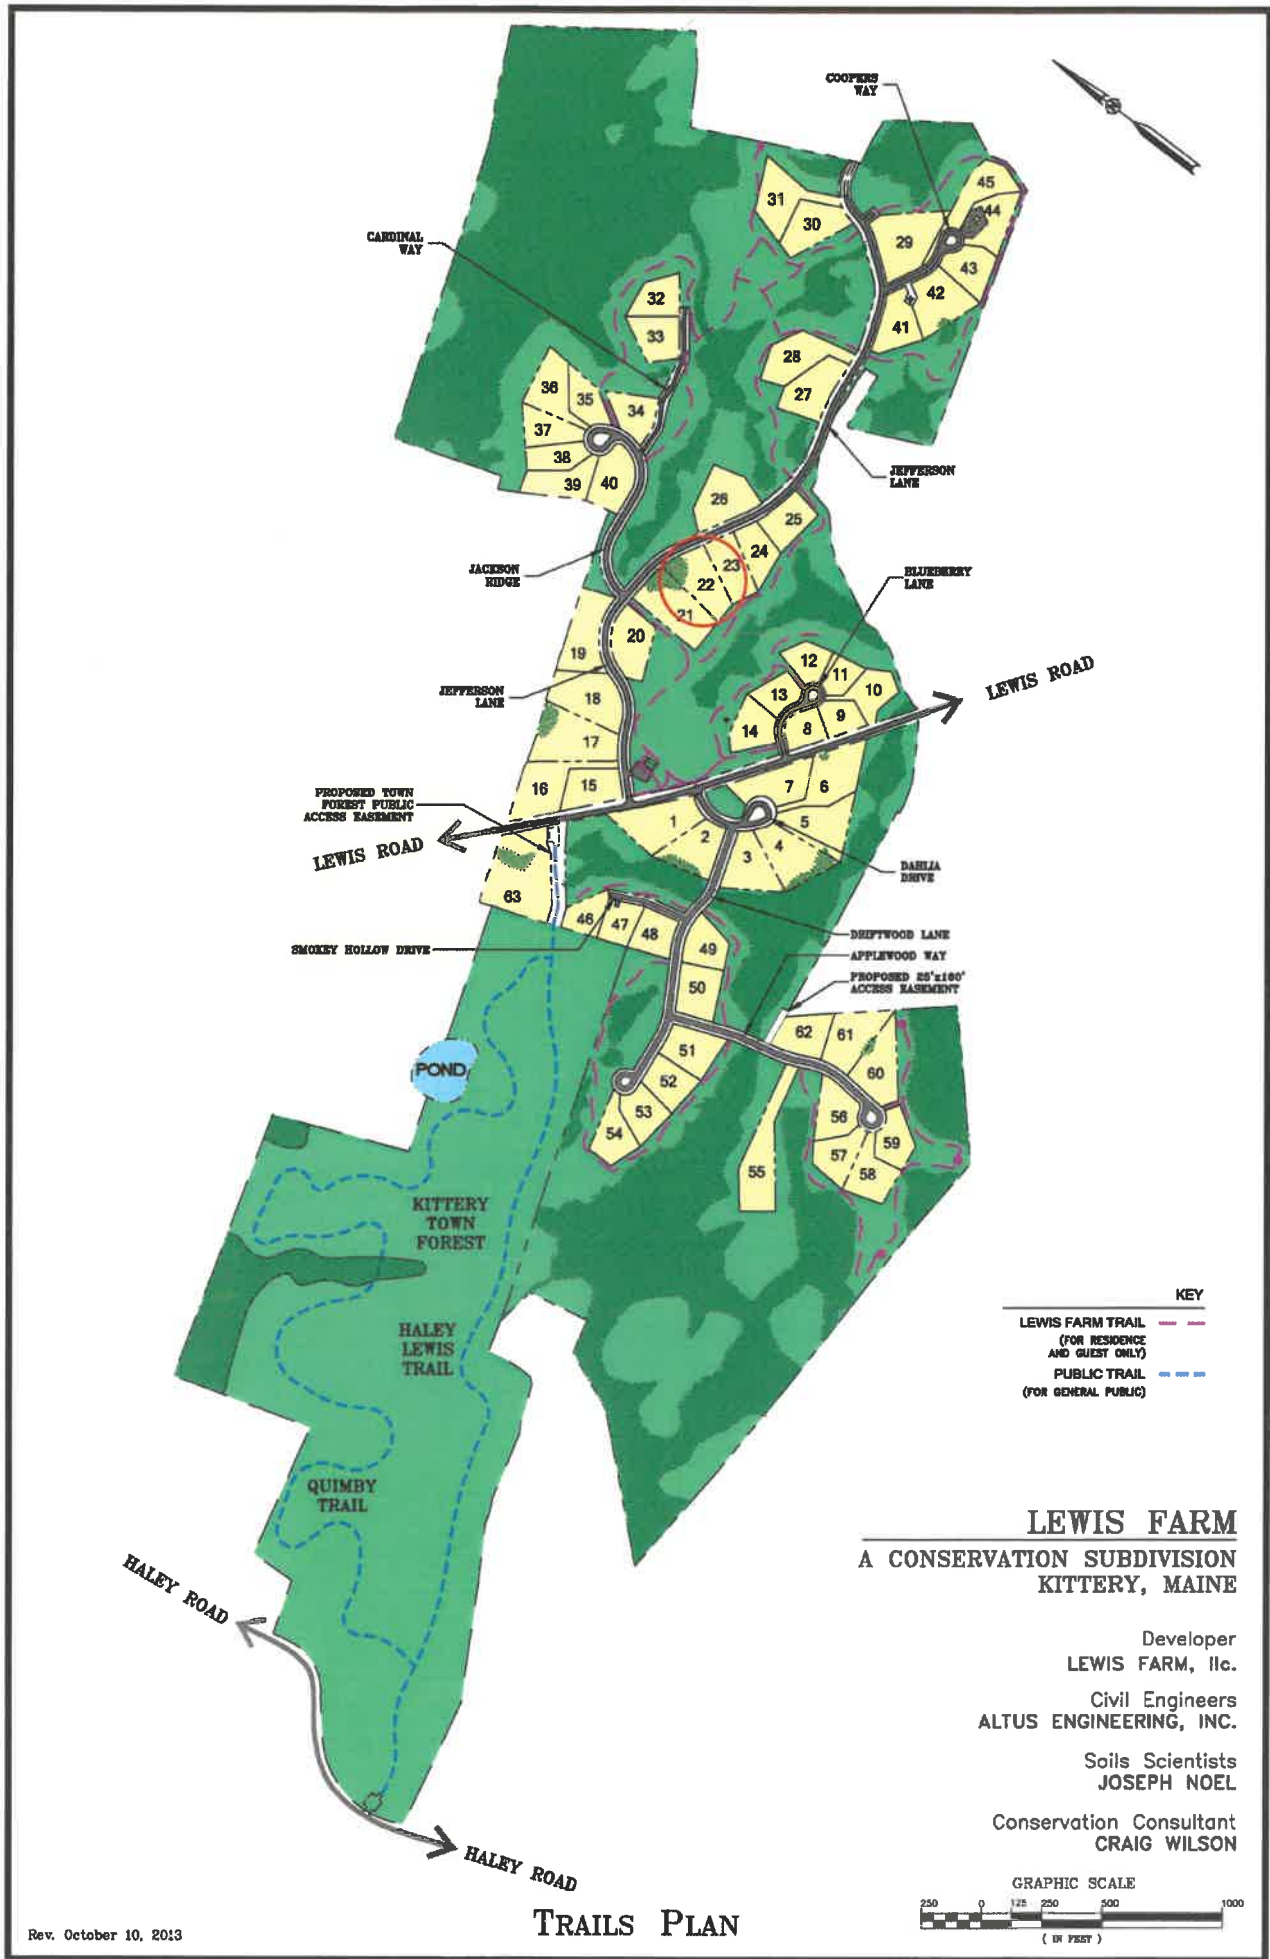 COOPERS
WAY
CARDINAL
WAY
45
44
31
30
29
43
42
41
32
33
28
27
36
35
34
37
38
39
40
JEFFERSON
LANE
26
25
24
23
22
21
20
JACKSON
RIDGE
BLUEBERRY
LANE
19
18
17
16
15
JEFFERSON
LANE
12
11
10
13
14
9
8
LEWIS ROAD
7
6
5
1
2
3
4
PROPOSED TOWN
FOREST PUBLIC
ACCESS EASEMENT
LEWIS ROAD
DAHLIA
DRIVE
63
46
47
48
49
50
SMOKEY HOLLOW DRIVE
DRIFTWOOD LANE
APPLEWOOD WAY
PROPOSED 25'x160'
ACCESS EASEMENT
62
61
60
51
52
53
54
55
56
57
58
59
POND
KITTERY
TOWN
FOREST
HALEY
LEWIS
TRAIL
QUIMBY
TRAIL
HALEY ROAD
HALEY ROAD
KEY
LEWIS FARM TRAIL
(FOR RESIDENCE
AND GUEST ONLY)
PUBLIC TRAIL
(FOR GENERAL PUBLIC)
LEWIS FARM
A CONSERVATION SUBDIVISION
KITTERY, MAINE
Developer
LEWIS FARM, llc.
Civil Engineers
ALTUS ENGINEERING, INC.
Soils Scientists
JOSEPH NOEL
Conservation Consultant
CRAIG WILSON
GRAPHIC SCALE
250 0 125 250 500 1000
( IN FEET )
TRAILS PLAN
Rev. October 10, 2013